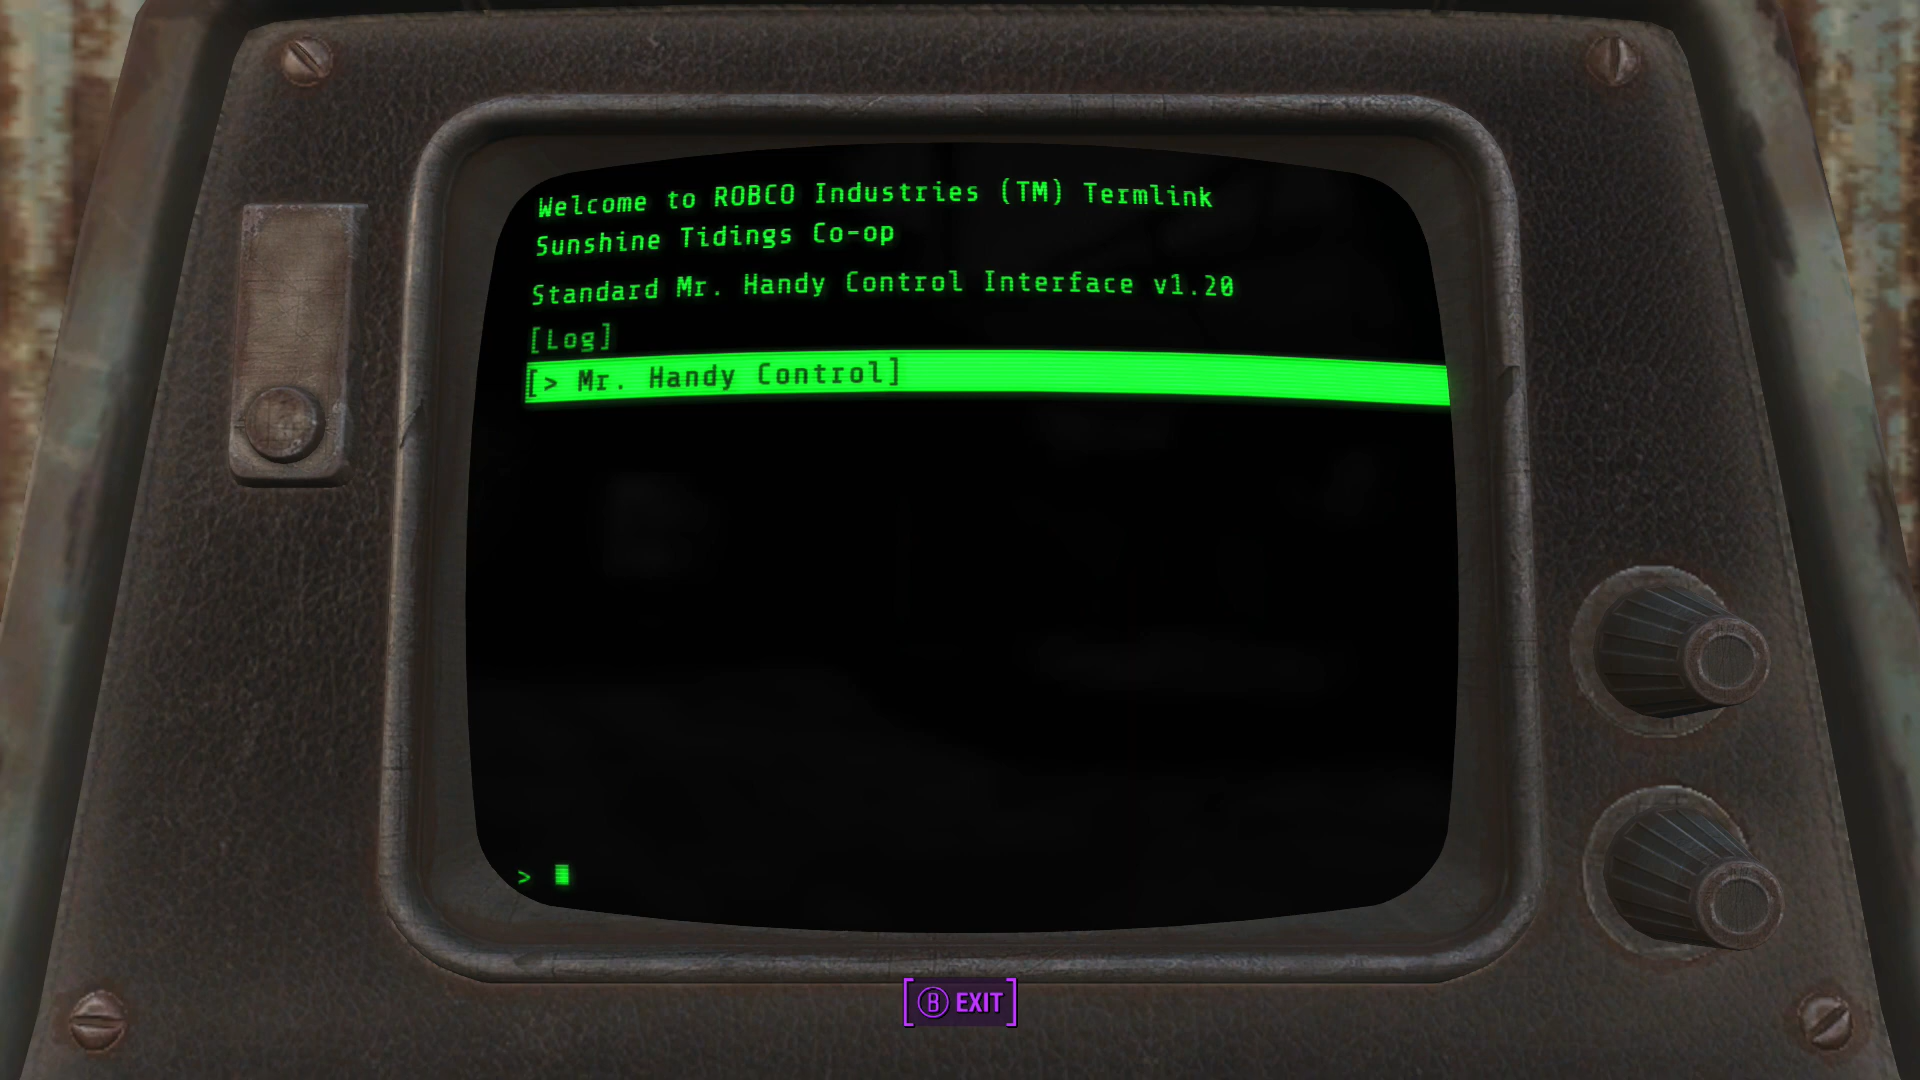 Welcome to ROBCO Industries (TM) Termlink
Sunshine Tidings Co-op
Standard Mr. Handy Control Interface v1.20
[Log]
[> Mr. Handy Control]
>
B EXIT